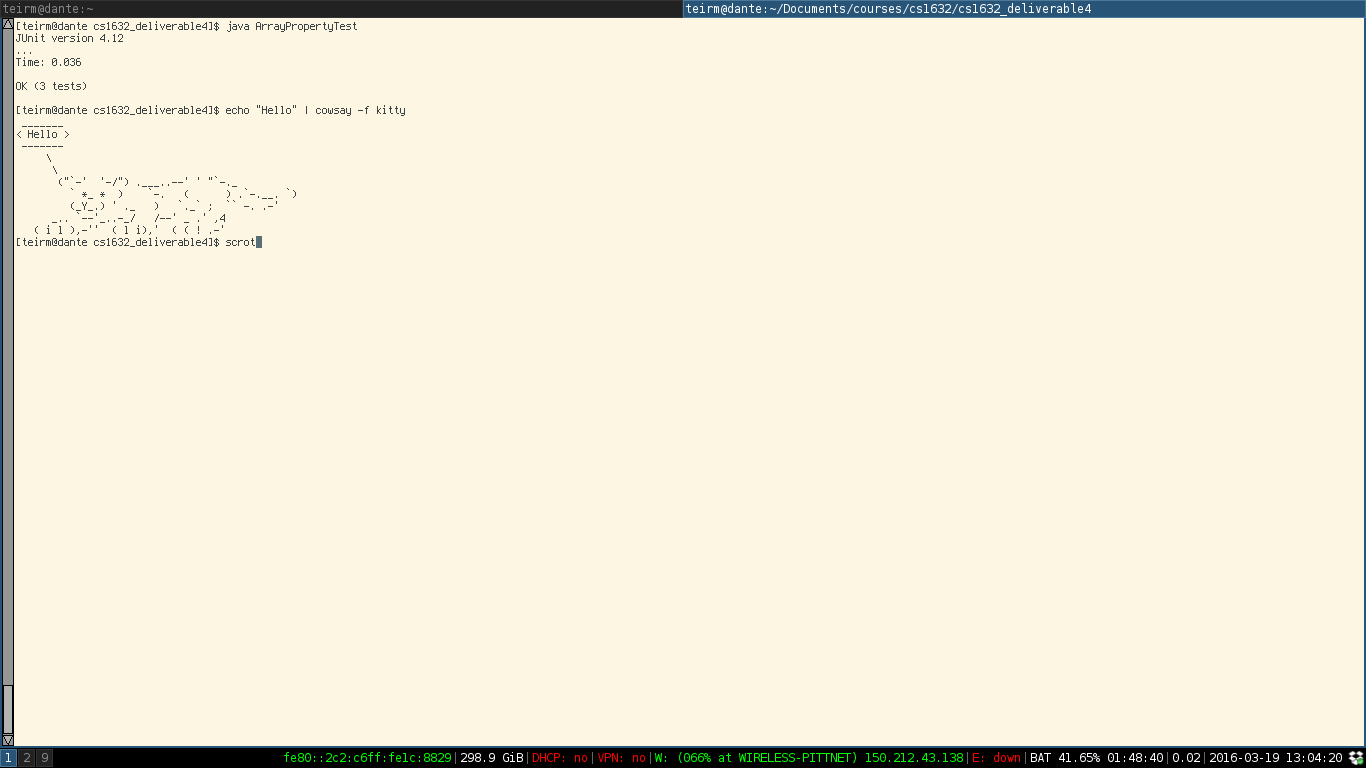 teirm@dante:~ teirm@dante:~/Documents/courses/cs1632/cs1632_deliverable4
[teirm@dante cs1632_deliverable4]$ java ArrayPropertyTest
JUnit version 4.12
...
Time: 0.036
OK (3 tests)
[teirm@dante cs1632_deliverable4]$ echo "Hello" | cowsay -f kitty
 _______
< Hello >
 -------
     \
      \
       ("`-'  '-/") .___..--' ' "`-._
         ` *_ *  )    `-.   (      ) .`-.__. `)
         (_Y_.) ' ._   )   `._` ;  `` -. .-'
      _.. `--'_..-_/   /--' _ .' ,4
   ( i l ),-''  ( l i),'  ( ( ! .-'
[teirm@dante cs1632_deliverable4]$ scrot
1 2 9 fe80::2c2:c6ff:fe1c:8829|298.9 GiB|DHCP: no|VPN: no|W: (066% at WIRELESS-PITTNET) 150.212.43.138|E: down|BAT 41.65% 01:48:40|0.02|2016-03-19 13:04:20